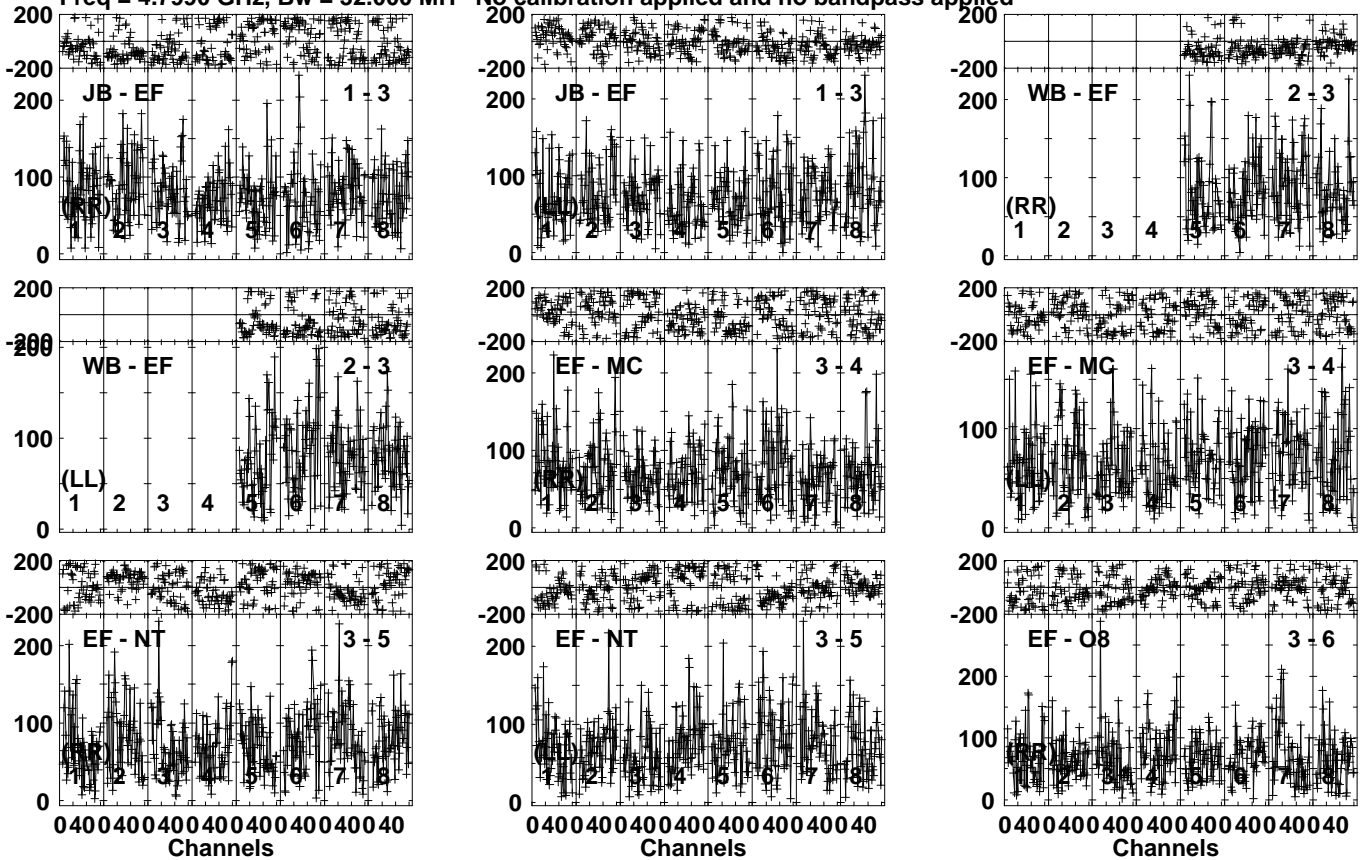 Freq = 4.7990 GHz, Bw = 32.000 MH No calibration applied and no bandpass applied
200 200 200
-200 -200 -200
JB - EF 1 - 3 JB - EF 1 - 3 WB - EF 2 - 3
200 200 200
100 100 100
(RR) (LL) (RR)
1 2 3 4 5 6 7 8 1 2 3 4 5 6 7 8 1 2 3 4 5 6 7 8
0 0 0
200 200 200
-200 -200 -200
200
WB - EF 2 - 3 EF - MC 3 - 4 EF - MC 3 - 4
200 200
100 100 100
(LL) (RR) (LL)
1 2 3 4 5 6 7 8 1 2 3 4 5 6 7 8 1 2 3 4 5 6 7 8
0 0 0
200 200 200
-200 -200 -200
EF - NT 3 - 5 EF - NT 3 - 5 EF - O8 3 - 6
200 200 200
100 100 100
(RR) (LL) (RR)
1 2 3 4 5 6 7 8 1 2 3 4 5 6 7 8 1 2 3 4 5 6 7 8
0 0 0
0 40 0 40 0 40 0 40 0 40 0 40 0 40 0 40 0 40 0 40 0 40 0 40 0 40 0 40 0 40 0 40 0 40 0 40 0 40 0 40 0 40 0 40 0 40 0 40
Channels Channels Channels